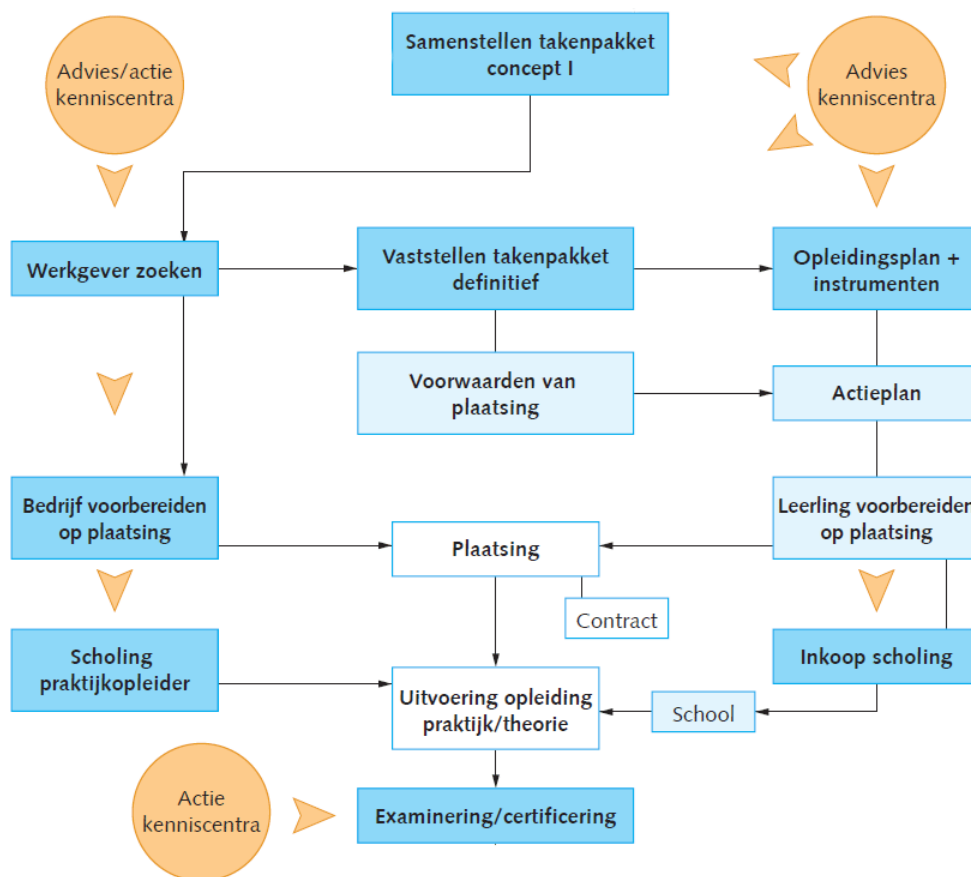 Samenstellen takenpakket
concept I
Advies/actie
kenniscentra
Advies
kenniscentra
Werkgever zoeken
Vaststellen takenpakket
definitief
Opleidingsplan +
instrumenten
Voorwaarden van
plaatsing
Actieplan
Bedrijf voorbereiden
op plaatsing
Plaatsing
Leerling voorbereiden
op plaatsing
Contract
Scholing
praktijkopleider
Uitvoering opleiding
praktijk/theorie
Inkoop scholing
School
Actie
kenniscentra
Examinering/certificering